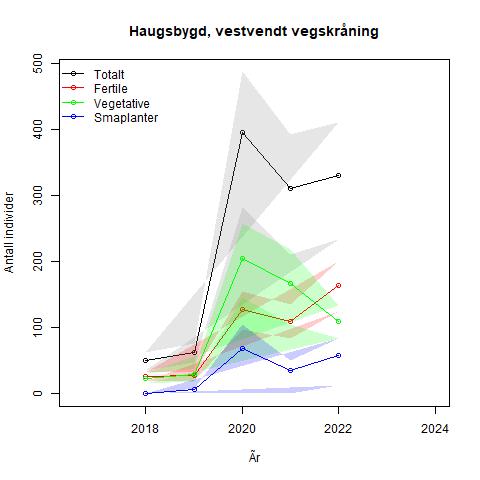 Haugsbygd, vestvendt vegskråning
Totalt
Fertile
Vegetative
Smaplanter
Antall individer
500
400
300
200
100
0
2018 2020 2022 2024
Ãr